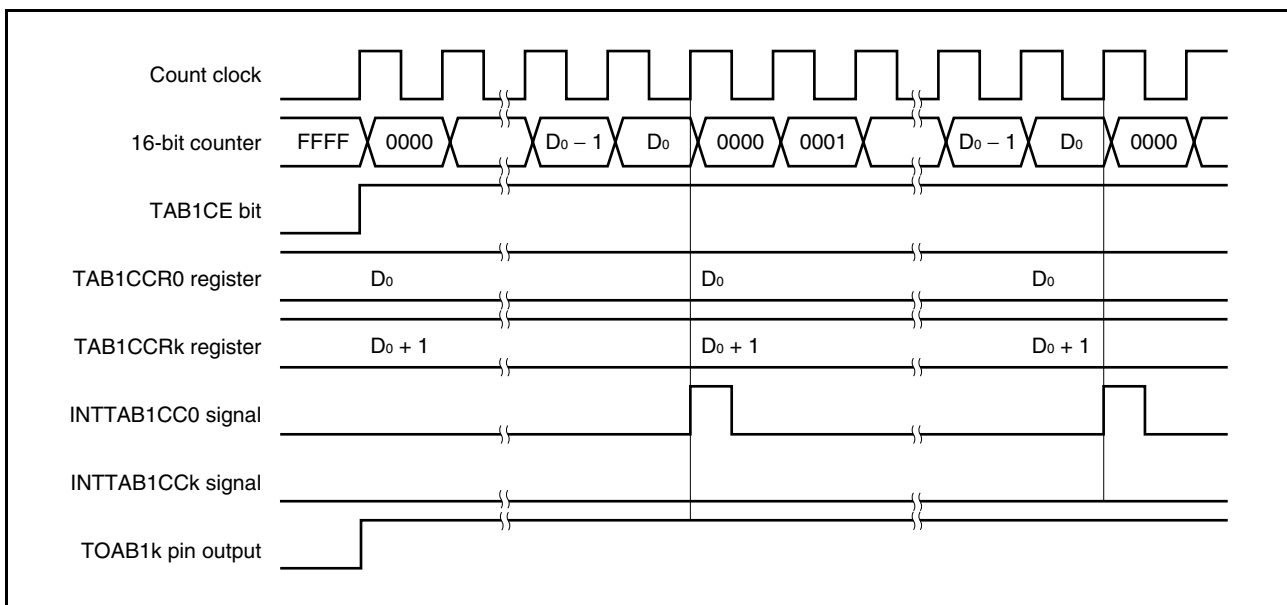 Count clock
16-bit counter FFFF 0000 D₀ − 1 D₀ 0000 0001 D₀ − 1 D₀ 0000
TAB1CE bit
TAB1CCR0 register D₀ D₀ D₀
TAB1CCRk register D₀ + 1 D₀ + 1 D₀ + 1
INTTAB1CC0 signal
INTTAB1CCk signal
TOAB1k pin output